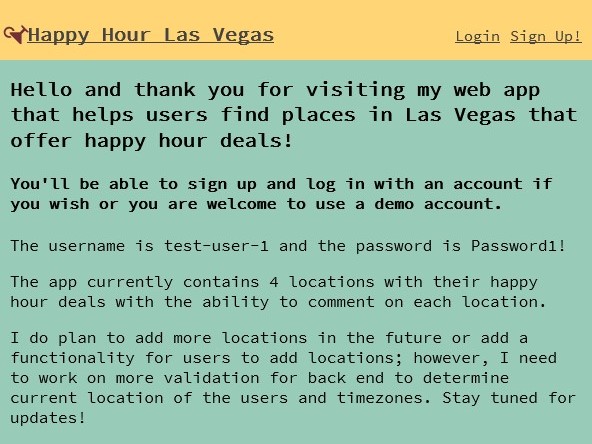 Happy Hour Las Vegas
Login Sign Up!
Hello and thank you for visiting my web app
that helps users find places in Las Vegas that
offer happy hour deals!
You'll be able to sign up and log in with an account if
you wish or you are welcome to use a demo account.
The username is test-user-1 and the password is Password1!
The app currently contains 4 locations with their happy
hour deals with the ability to comment on each location.
I do plan to add more locations in the future or add a
functionality for users to add locations; however, I need
to work on more validation for back end to determine
current location of the users and timezones. Stay tuned for
updates!